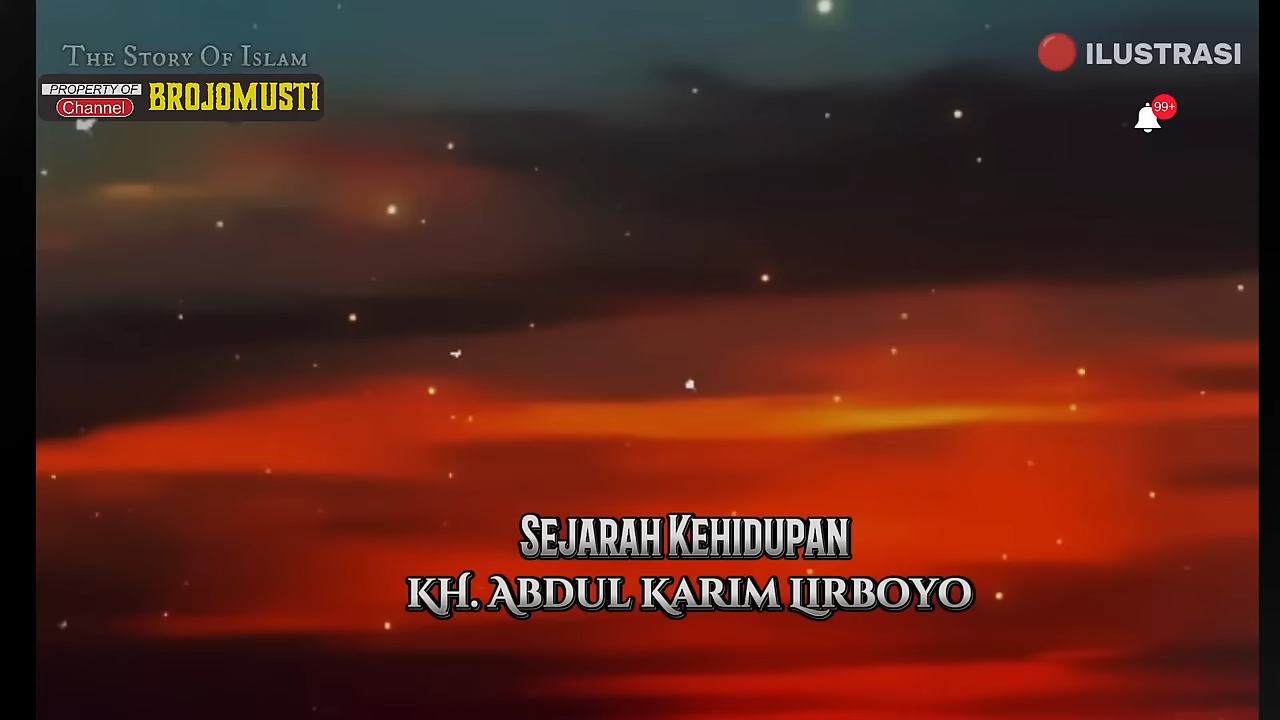 The Story Of Islam
PROPERTY OF
Channel
BROJOMUSTI
ILUSTRASI
99+
Sejarah Kehidupan
KH. Abdul Karim Lirboyo